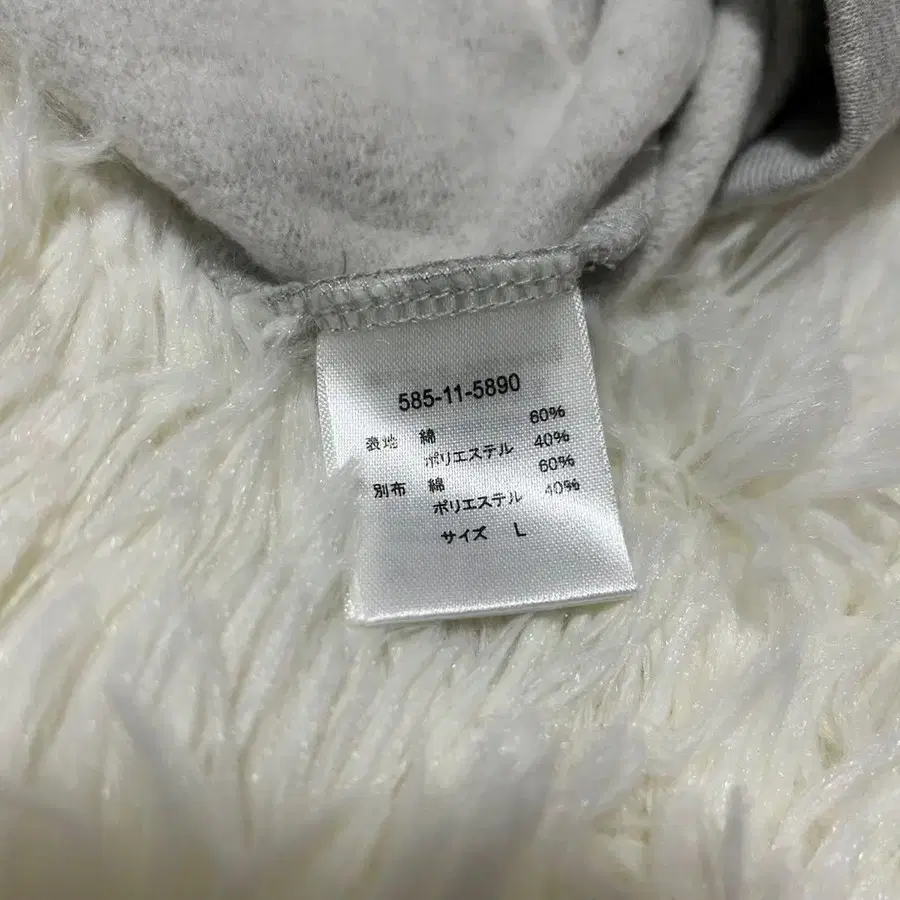 585-11-5890
表地 綿 60%
ポリエステル 40%
別布 綿 60%
ポリエステル 40%
サイズ L